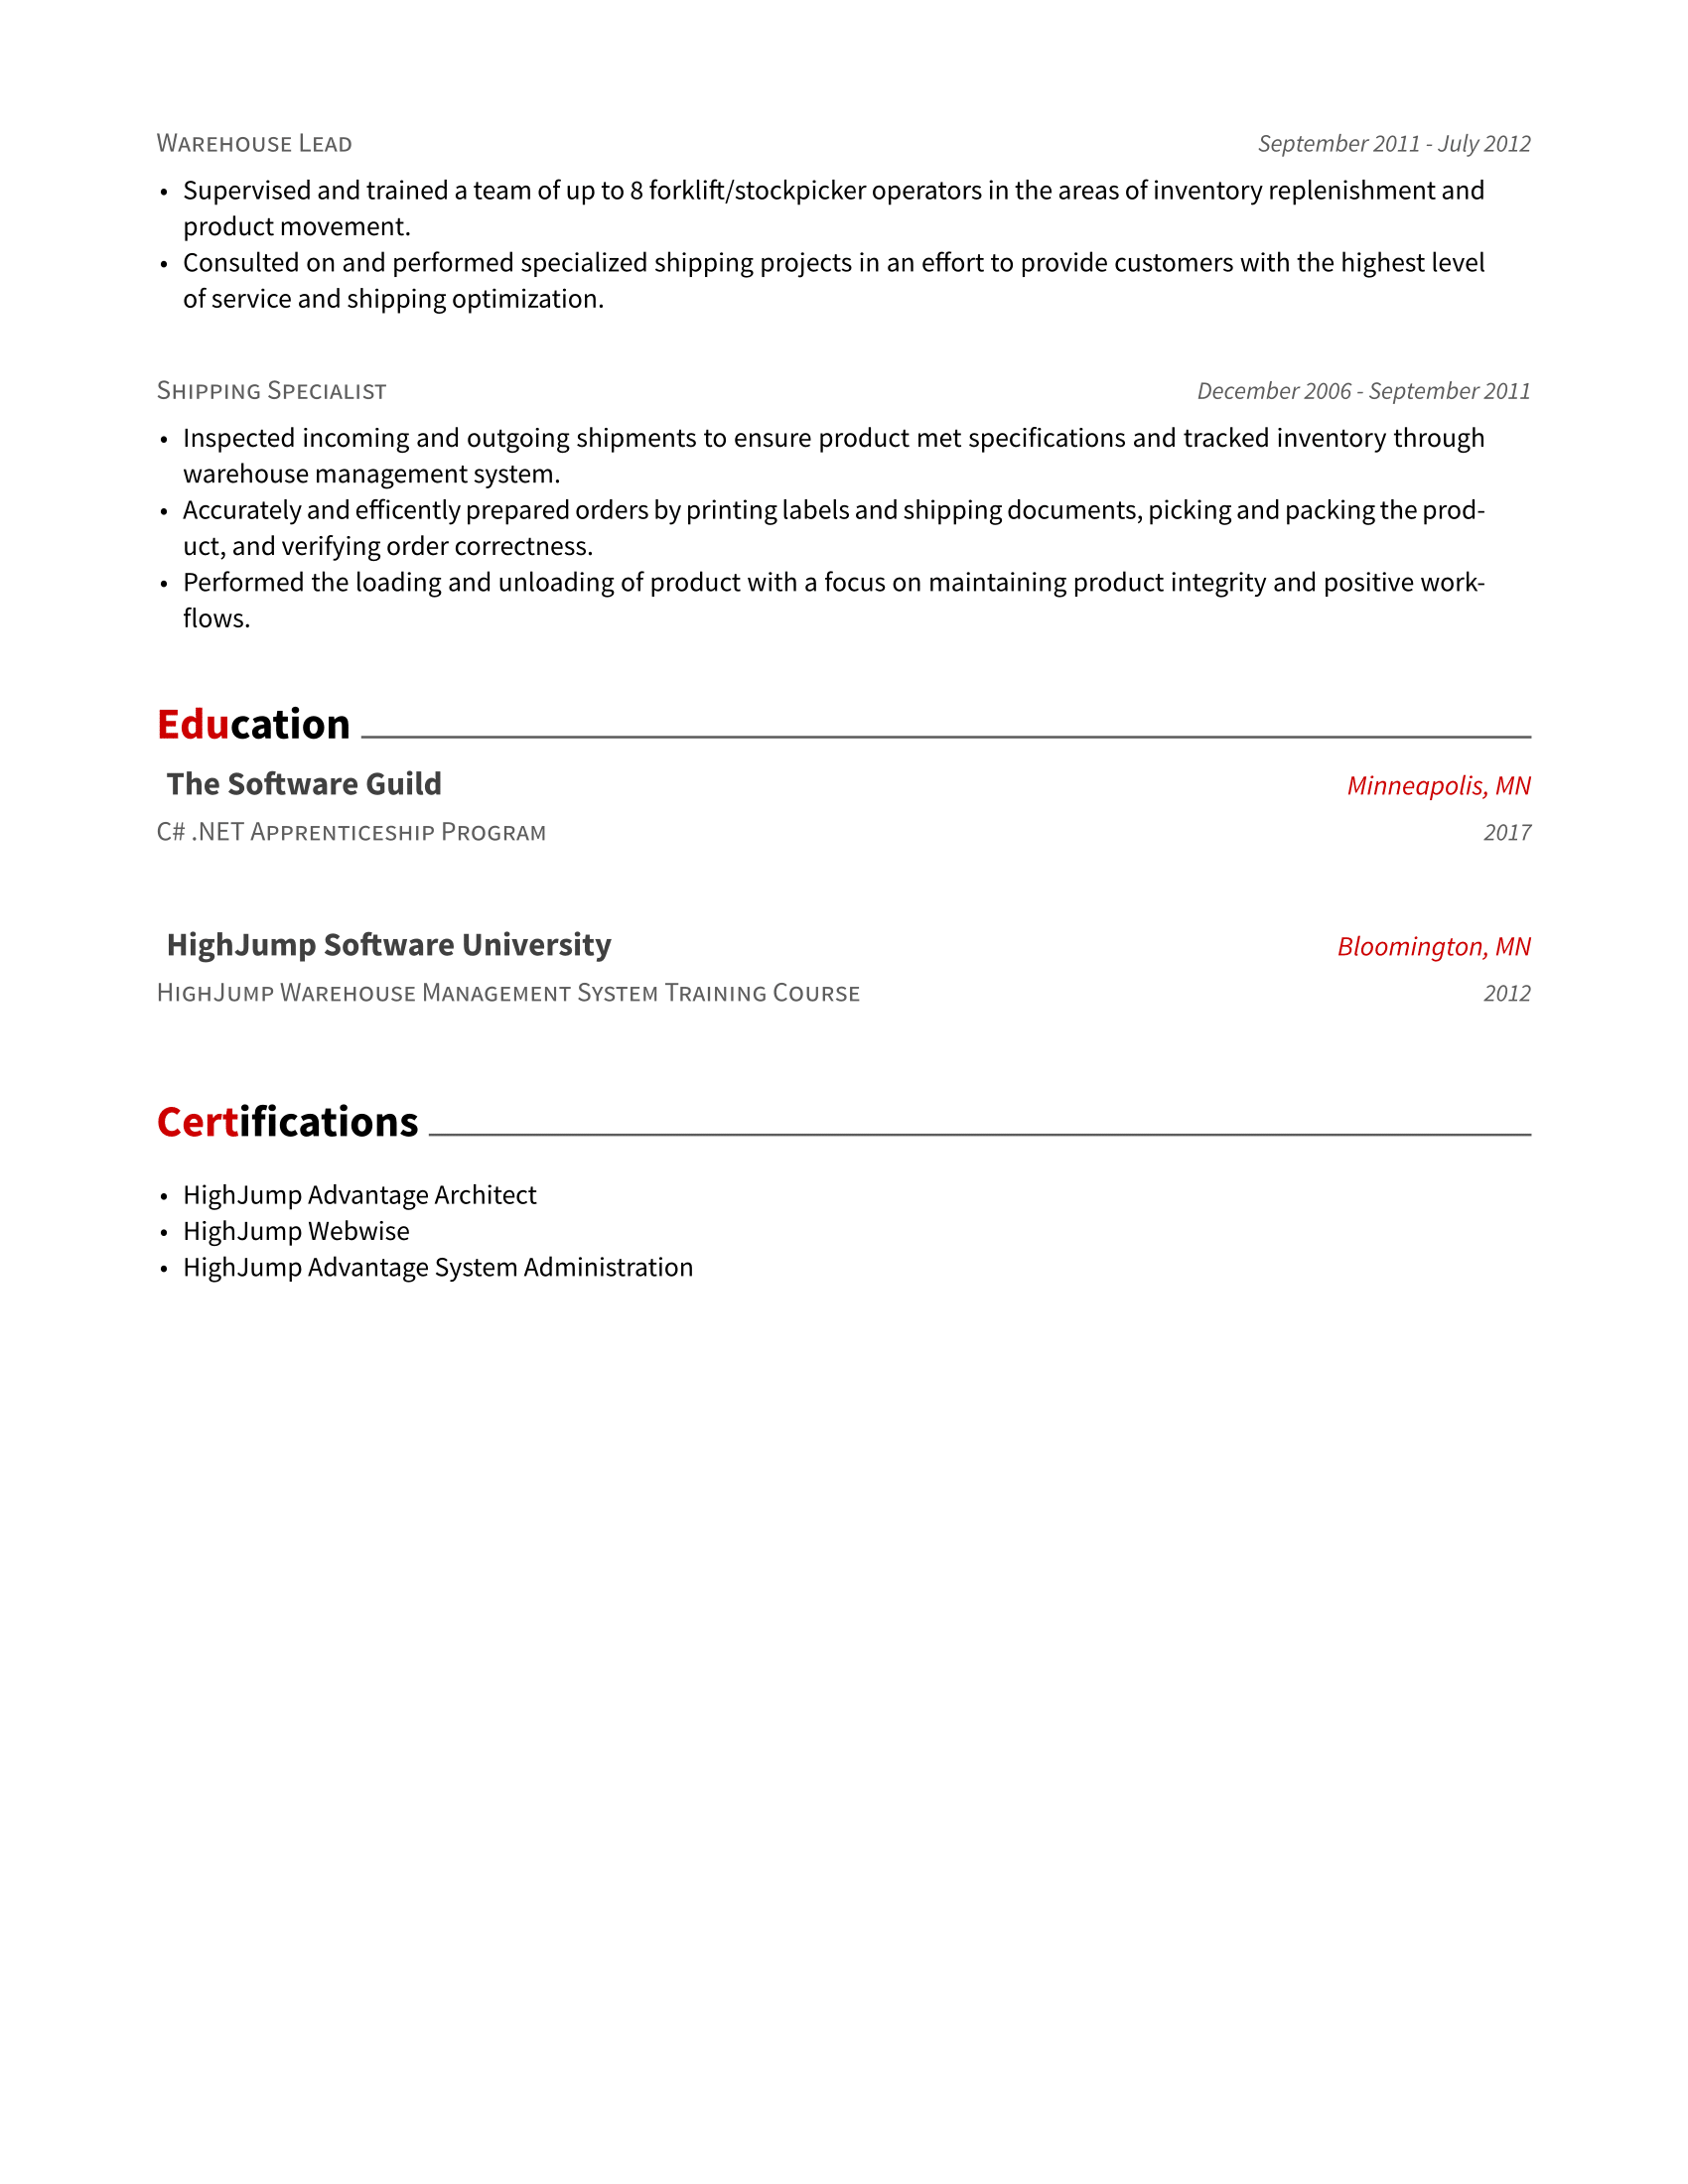 Warehouse Lead September 2011 - July 2012
• Supervised and trained a team of up to 8 forklift/stockpicker operators in the areas of inventory replenishment and
product movement.
• Consulted on and performed specialized shipping projects in an effort to provide customers with the highest level
of service and shipping optimization.
Shipping Specialist December 2006 - September 2011
• Inspected incoming and outgoing shipments to ensure product met specifications and tracked inventory through
warehouse management system.
• Accurately and efficently prepared orders by printing labels and shipping documents, picking and packing the prod-
uct, and verifying order correctness.
• Performed the loading and unloading of product with a focus on maintaining product integrity and positive work-
flows.
Education
The Software Guild Minneapolis, MN
C# .NET Apprenticeship Program 2017
HighJump Software University Bloomington, MN
HighJump Warehouse Management System Training Course 2012
Certifications
• HighJump Advantage Architect
• HighJump Webwise
• HighJump Advantage System Administration